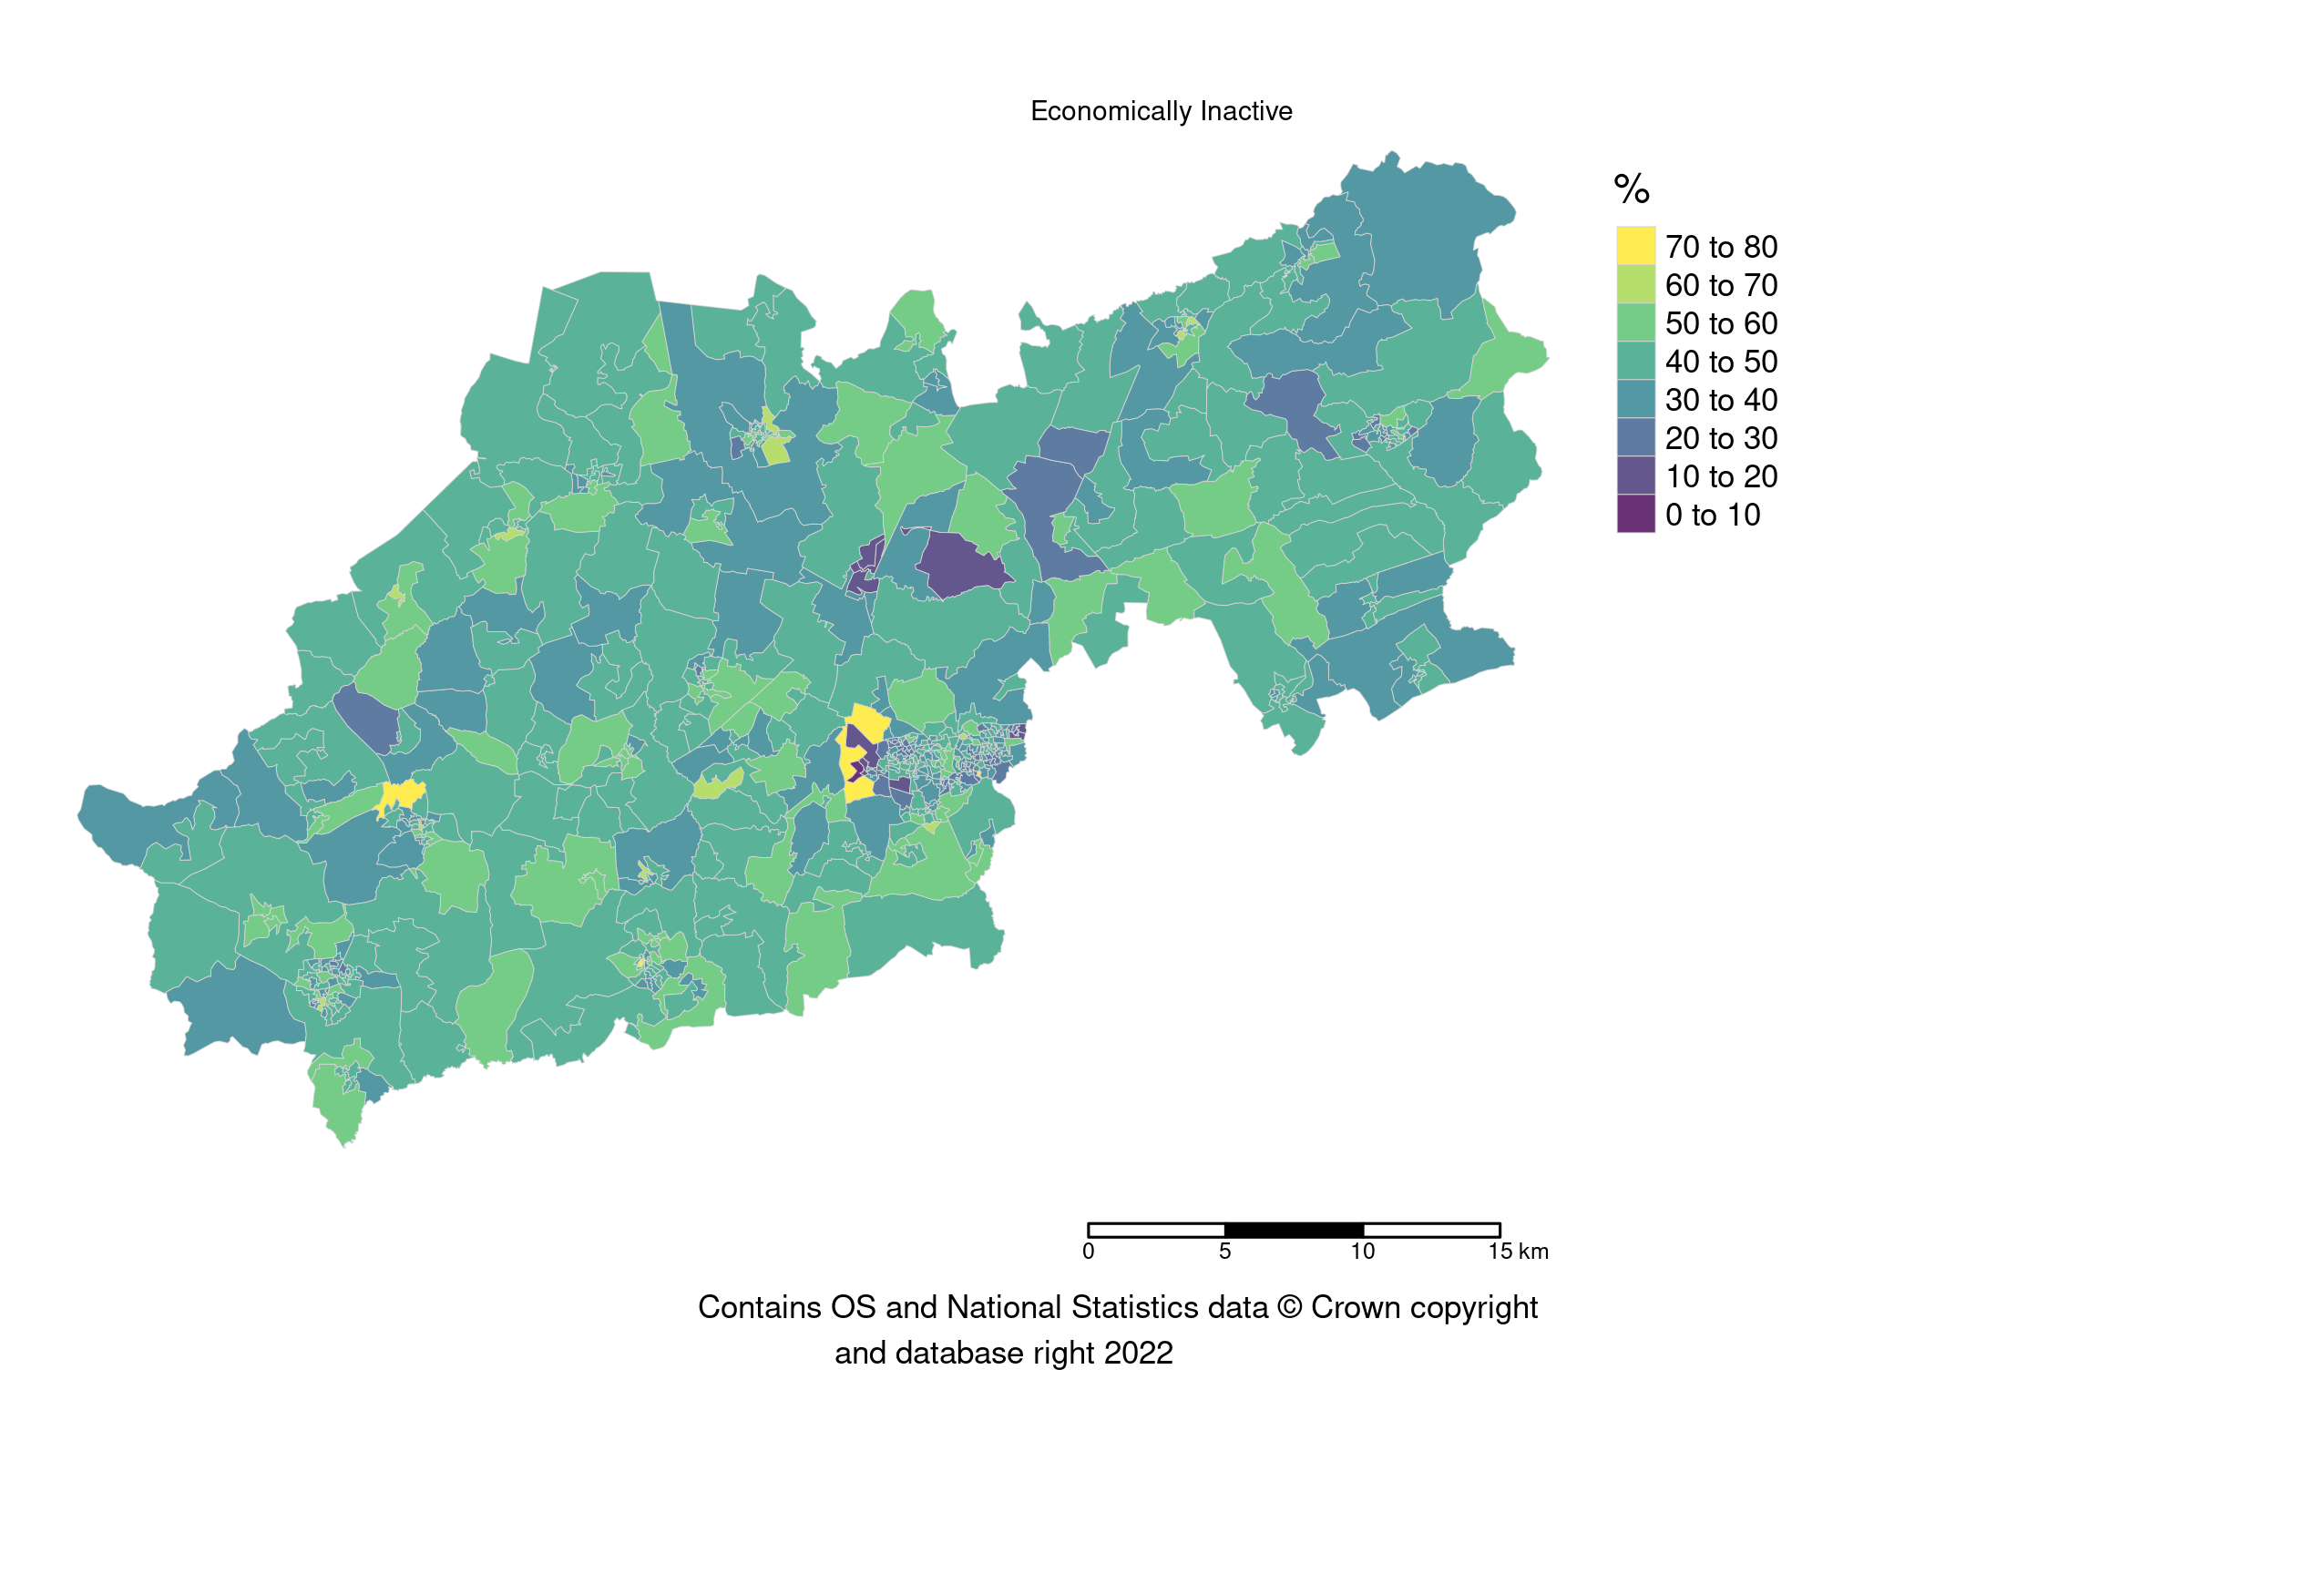 Economically Inactive
%
70 to 80
60 to 70
50 to 60
40 to 50
30 to 40
20 to 30
10 to 20
0 to 10
0 5 10 15 km
Contains OS and National Statistics data © Crown copyright
and database right 2022